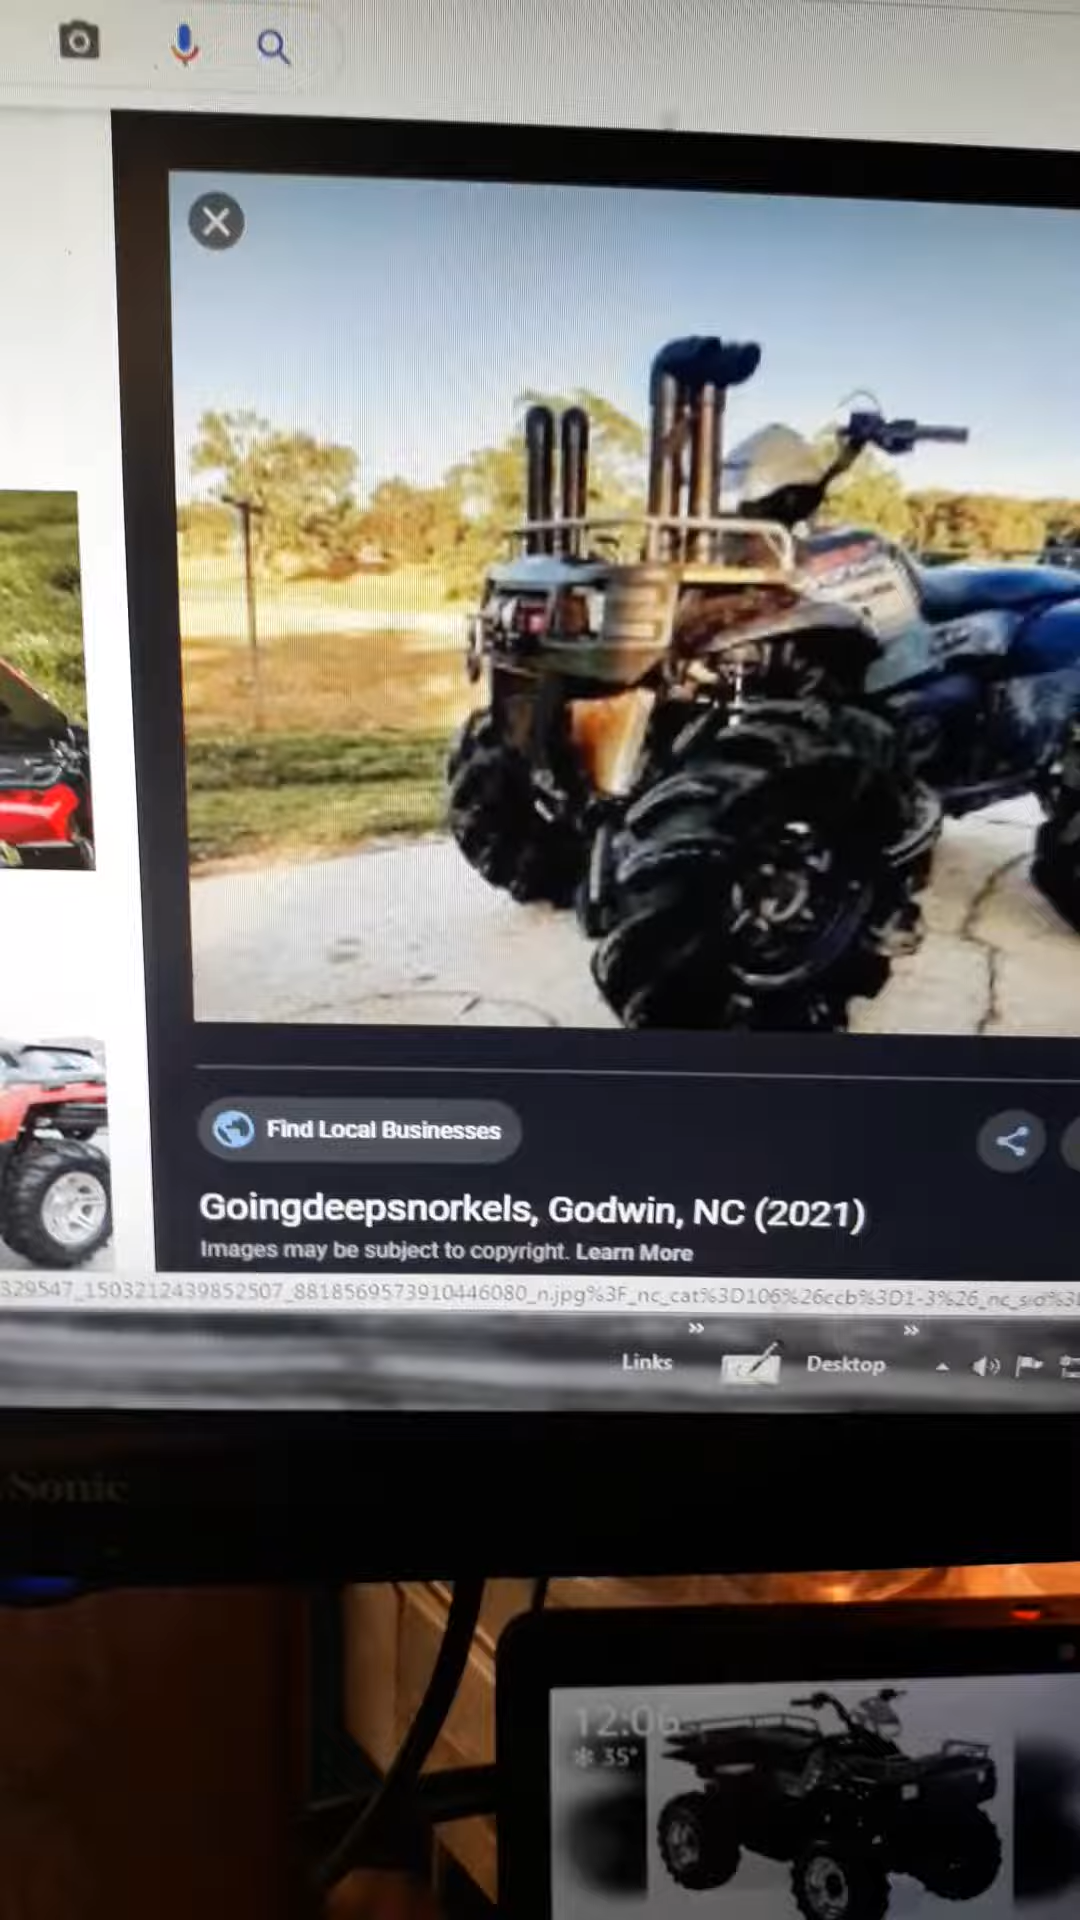 Find Local Businesses
Goingdeepsnorkels, Godwin, NC (2021)
Images may be subject to copyright. Learn More
329547_1503212439852507_8818569573910446080_n.jpg%3F_nc_cat%3D106%26ccb%3D1-3%26_nc_sid%3
Links
Desktop
Sonic
12:06
35°